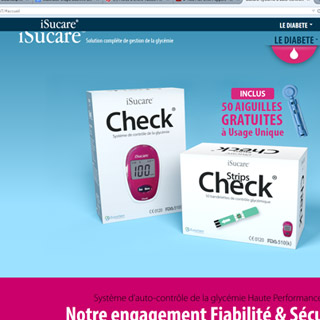 iSucare®
LE DIABETE
iSucare®
Solution complète de gestion de la glycémie
LE DIABETE
INCLUS
50 AIGUILLES
GRATUITES
à Usage Unique
iSucare®
Check®
Système de contrôle de la glycémie
iSucare
100
iSucare®
Strips
Check®
CE 0120
CE 0120
Système d'auto-contrôle de la glycémie Haute Performance
Notre engagement Fiabilité & Sécu